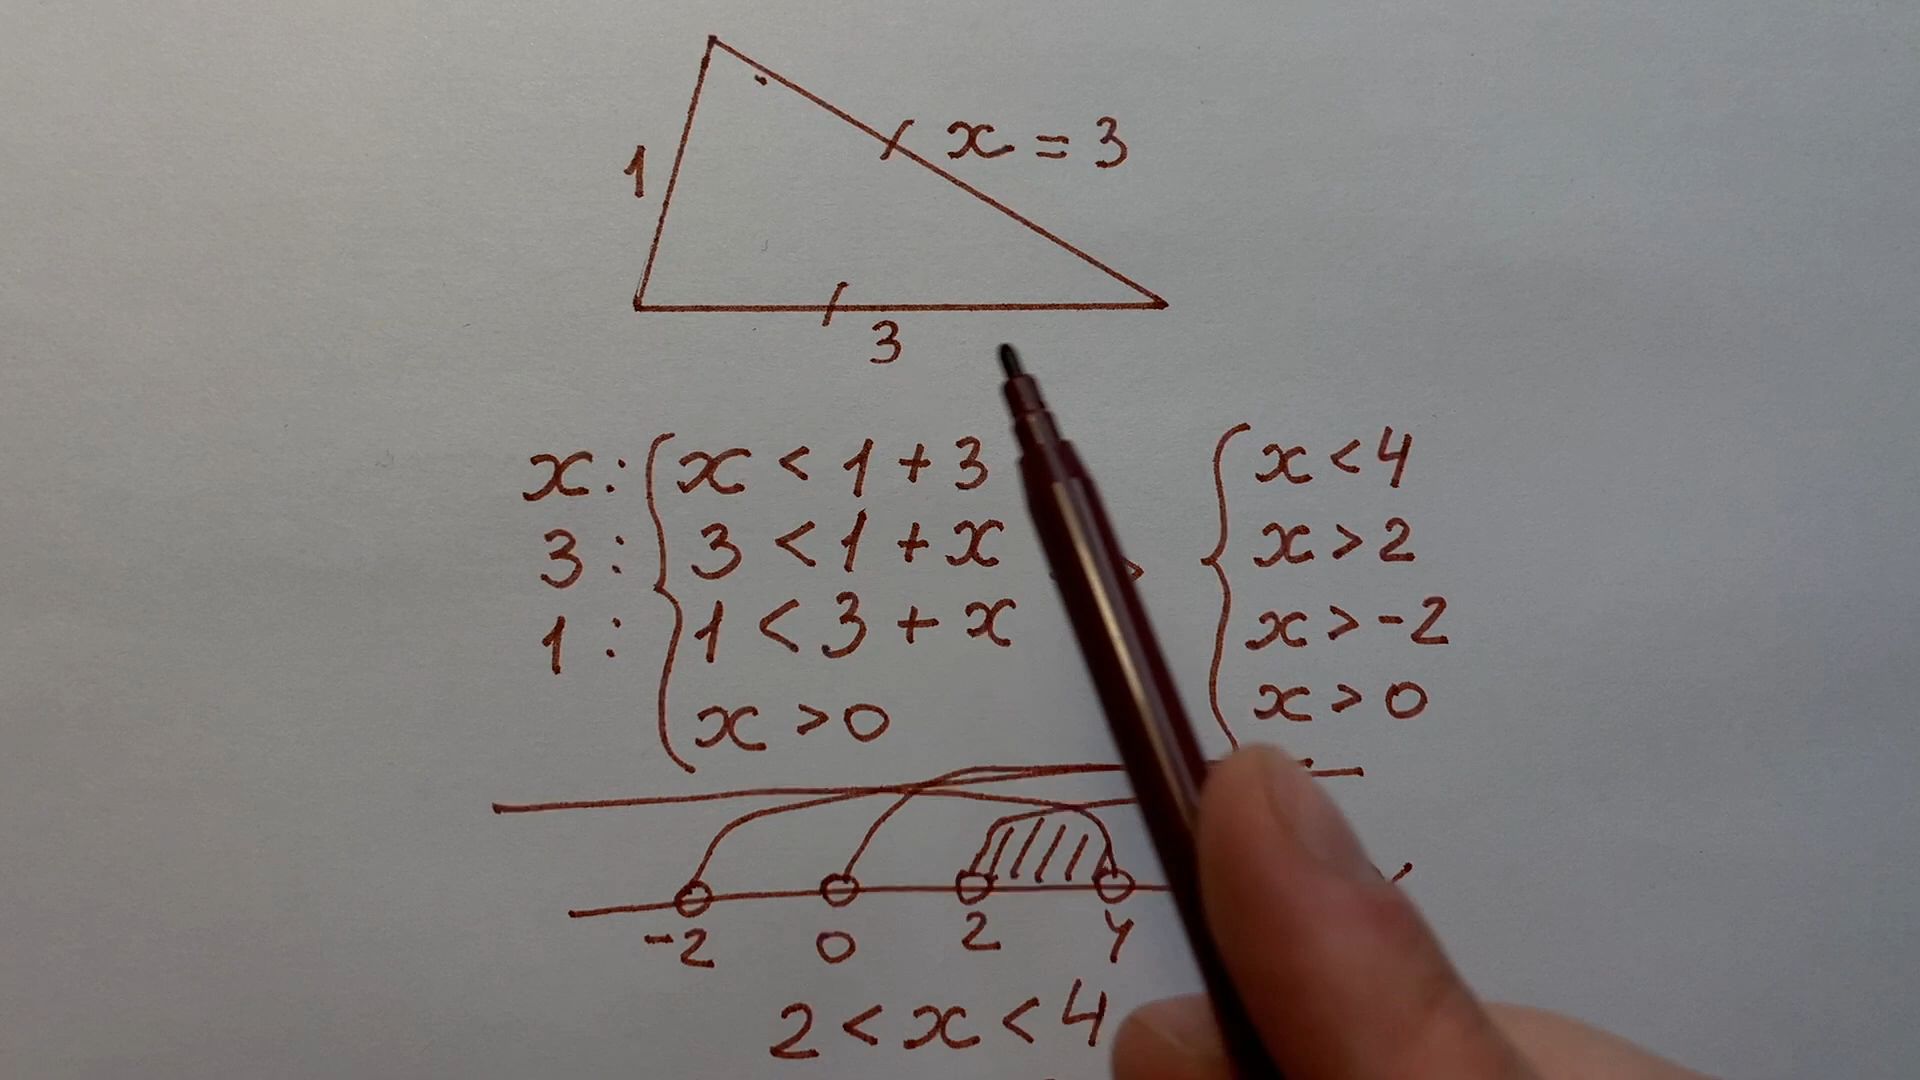 1
x = 3
3
x: x < 1 + 3
3: 3 < 1 + x
1: 1 < 3 + x
x > 0
x < 4
x > 2
x > -2
x > 0
-2 0 2 4
2 < x < 4